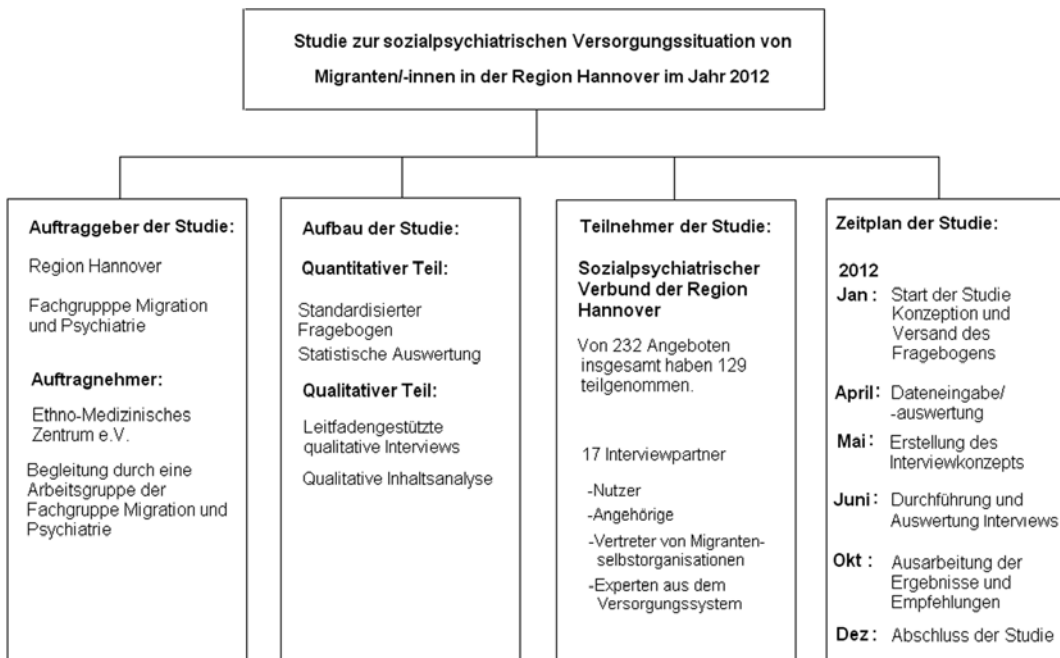 Studie zur sozialpsychiatrischen Versorgungssituation von
Migranten/-innen in der Region Hannover im Jahr 2012
Auftraggeber der Studie:
Region Hannover
Fachgrupppe Migration
und Psychiatrie
Auftragnehmer:
Ethno-Medizinisches
Zentrum e.V.
Begleitung durch eine
Arbeitsgruppe der
Fachgruppe Migration und
Psychiatrie
Aufbau der Studie:
Quantitativer Teil:
Standardisierter
Fragebogen
Statistische Auswertung
Qualitativer Teil:
Leitfadengestützte
qualitative Interviews
Qualitative Inhaltsanalyse
Teilnehmer der Studie:
Sozialpsychiatrischer
Verbund der Region
Hannover
Von 232 Angeboten
insgesamt haben 129
teilgenommen.
17 Interviewpartner
-Nutzer
-Angehörige
-Vertreter von Migranten-
selbstorganisationen
-Experten aus dem
Versorgungssystem
Zeitplan der Studie:
2012
Jan : Start der Studie
Konzeption und
Versand des
Fragebogens
April: Dateneingabe/
-auswertung
Mai : Erstellung des
Interviewkonzepts
Juni: Durchführung und
Auswertung Interviews
Okt : Ausarbeitung der
Ergebnisse und
Empfehlungen
Dez: Abschluss der Studie